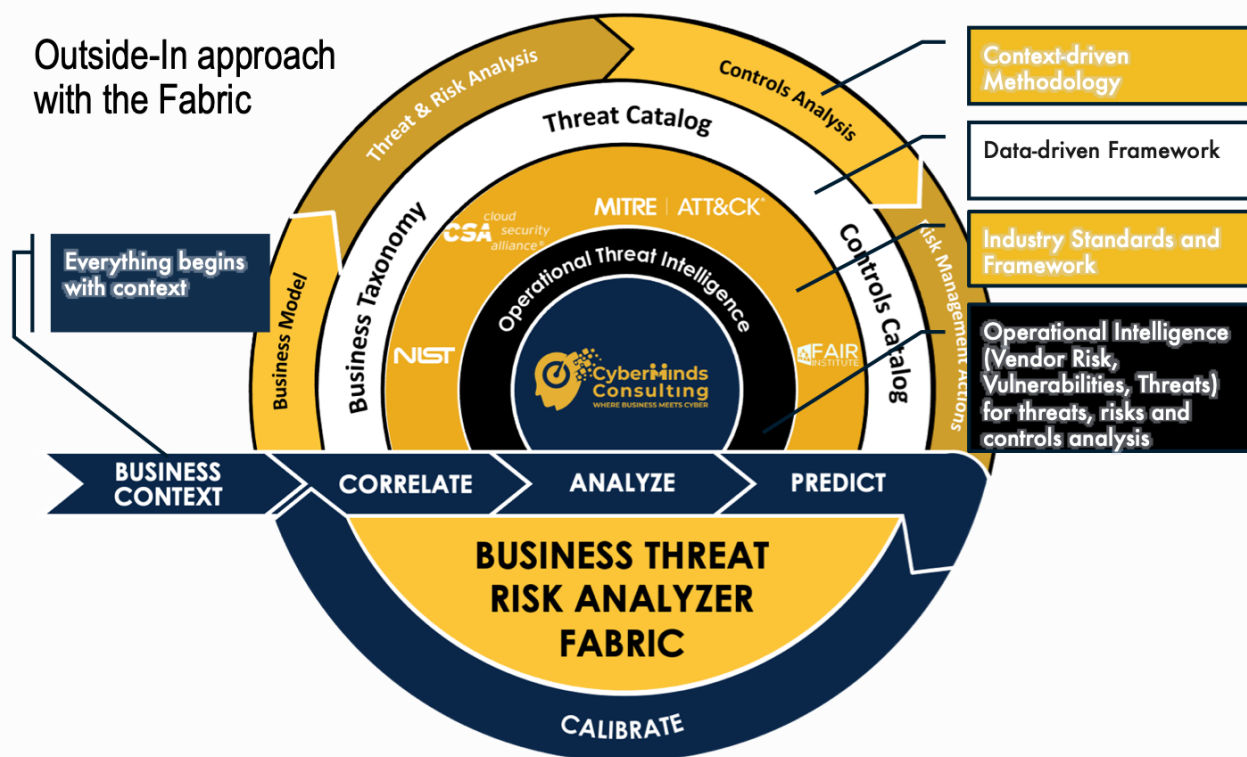 Outside-In approach
with the Fabric
Everything begins
with context
Business Model
Threat & Risk Analysis
Controls Analysis
Risk Management Actions
Business Taxonomy
Threat Catalog
Controls Catalog
NIST
CSA cloud
security
alliance®
MITRE | ATT&CK®
FAIR
INSTITUTE
Operational Threat Intelligence
CyberMinds
Consulting
WHERE BUSINESS MEETS CYBER
Context-driven
Methodology
Data-driven Framework
Industry Standards and
Framework
Operational Intelligence
(Vendor Risk,
Vulnerabilities, Threats)
for threats, risks and
controls analysis
BUSINESS
CONTEXT
CORRELATE
ANALYZE
PREDICT
BUSINESS THREAT
RISK ANALYZER
FABRIC
CALIBRATE